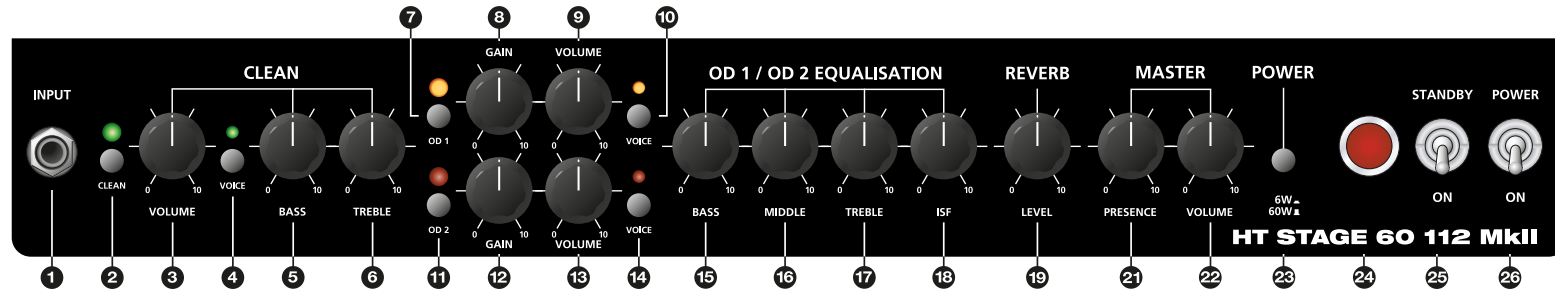 7 8 9 10
GAIN VOLUME
CLEAN OD 1 / OD 2 EQUALISATION REVERB MASTER POWER
INPUT STANDBY POWER
0 10 0 10
OD 1 VOICE
CLEAN VOICE
0 10 0 10 0 10 0 10 0 10 0 10 0 10 0 10 0 10 0 10
6W
60W
ON ON
VOLUME BASS TREBLE BASS MIDDLE TREBLE ISF LEVEL PRESENCE VOLUME
OD 2 VOICE
0 10 0 10
GAIN VOLUME
HT STAGE 60 112 MkII
1 2 3 4 5 6 11 12 13 14 15 16 17 18 19 21 22 23 24 25 26